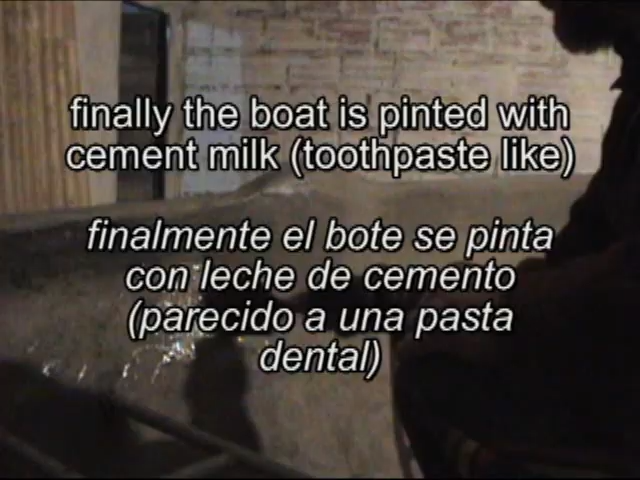 finally the boat is pinted with
cement milk (toothpaste like)
finalmente el bote se pinta
con leche de cemento
(parecido a una pasta
dental)